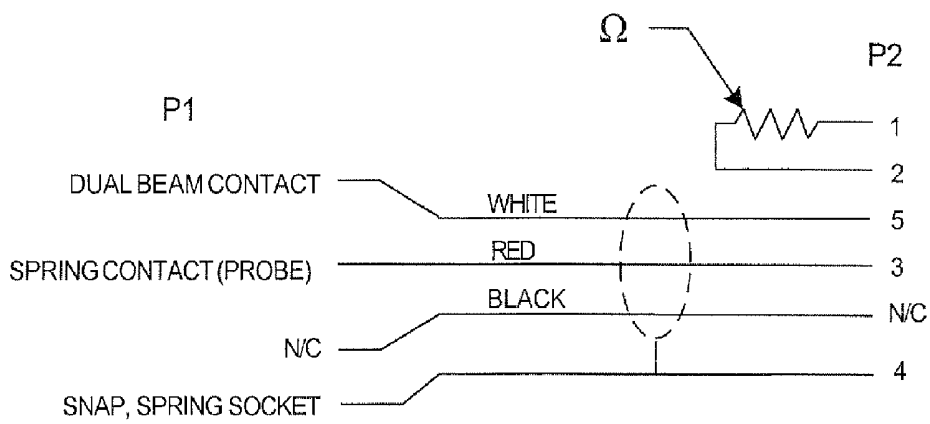 Ω
P2
P1
1
2
DUAL BEAM CONTACT
WHITE
5
SPRING CONTACT (PROBE)
RED
3
BLACK
N/C
N/C
4
SNAP, SPRING SOCKET